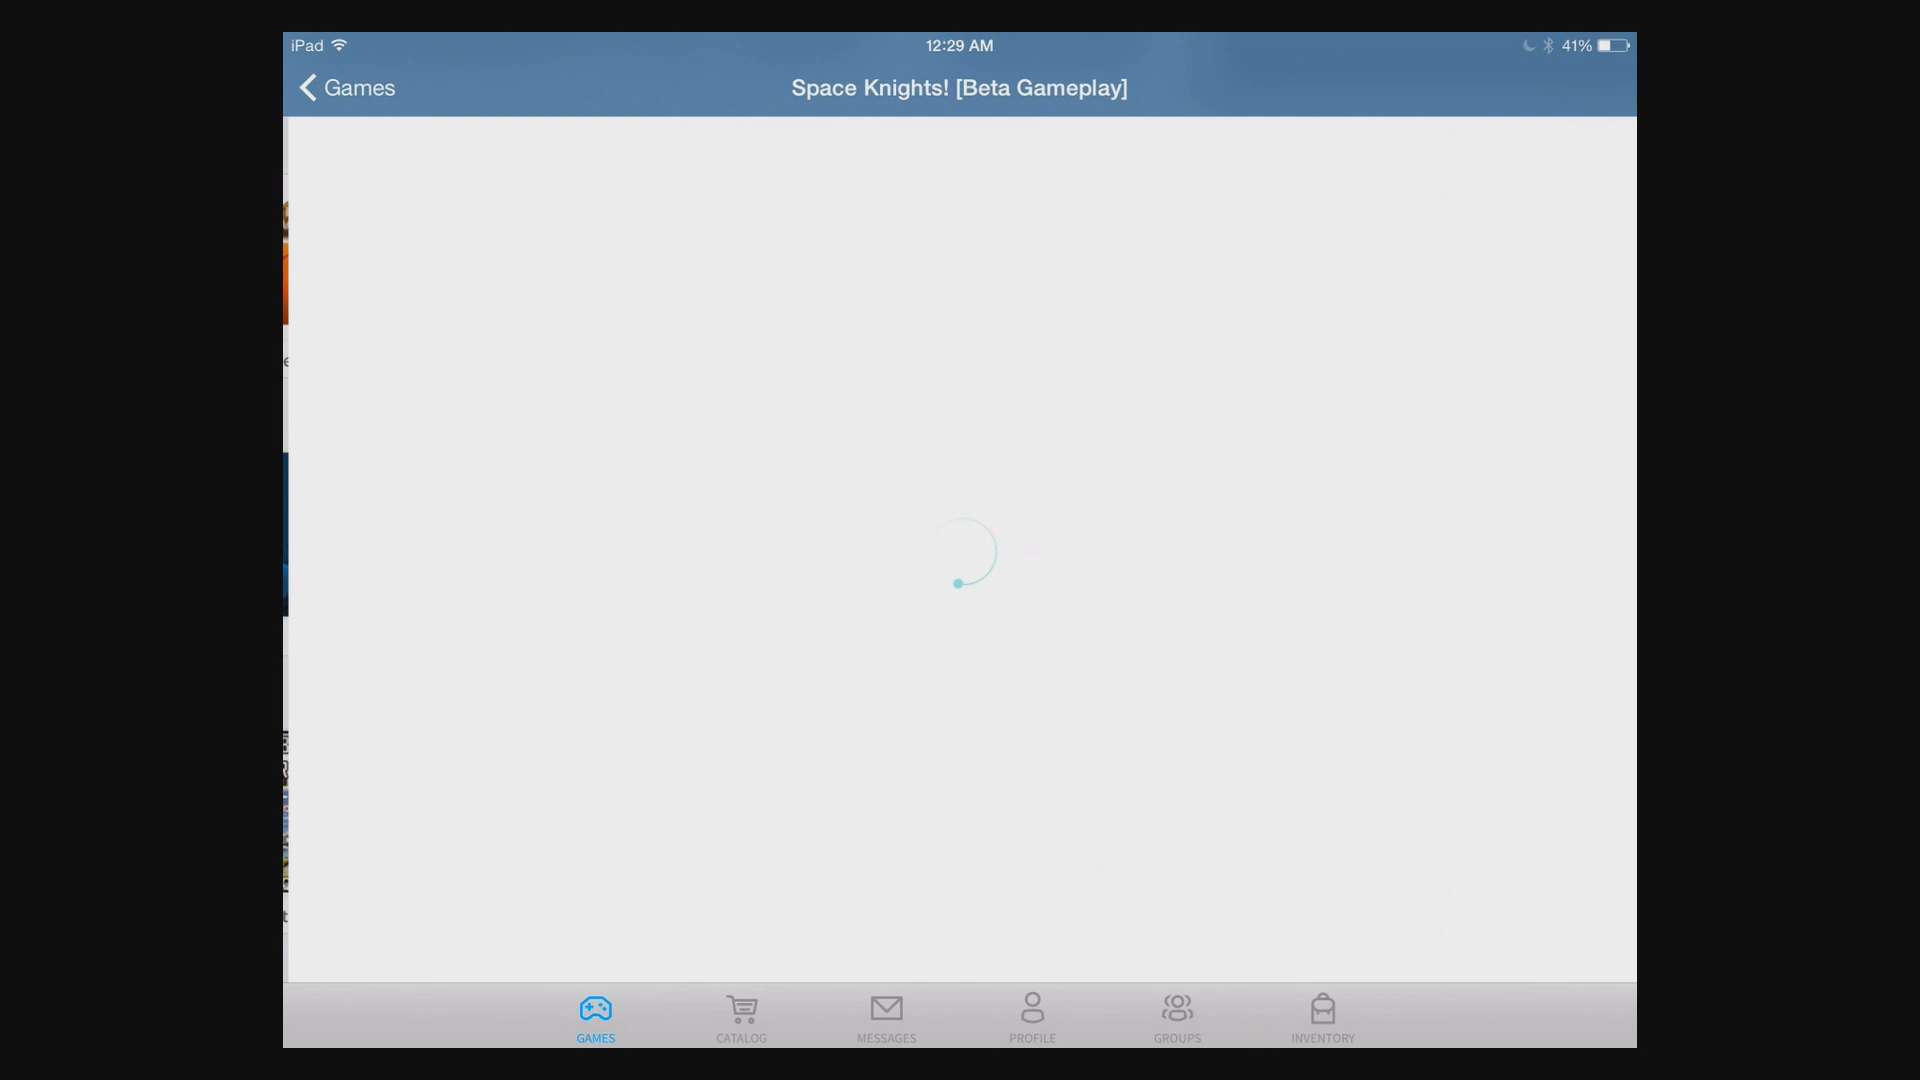 iPad 12:29 AM 41%
Games Space Knights! [Beta Gameplay]
GAMES CATALOG MESSAGES PROFILE GROUPS INVENTORY